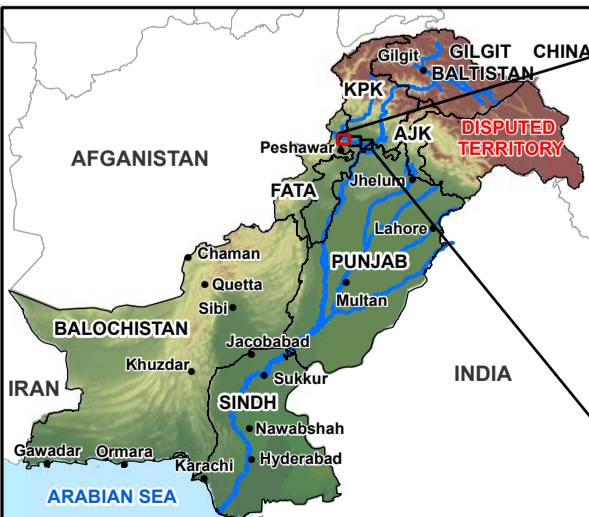 Gilgit
GILGIT CHINA
BALTISTAN
KPK
DISPUTED
TERRITORY
AJK
Peshawar
AFGANISTAN
Jhelum
FATA
Lahore
Chaman
PUNJAB
Quetta
Multan
Sibi
BALOCHISTAN
Jacobabad
Khuzdar
Sukkur
INDIA
IRAN
SINDH
Nawabshah
Gawadar
Ormara
Hyderabad
Karachi
ARABIAN SEA